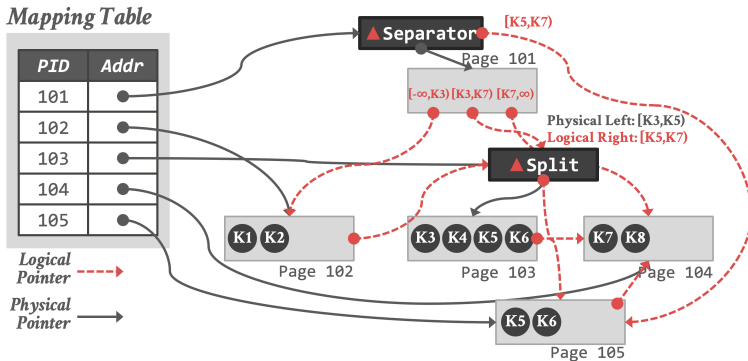 Mapping Table
PID Addr
101
102
103
104
105
Logical
Pointer
Physical
Pointer
▲Separator
[K5,K7)
Page 101
[-∞,K3) [K3,K7) [K7,∞)
Physical Left: [K3,K5)
Logical Right: [K5,K7)
▲Split
K1 K2
Page 102
K3 K4 K5 K6
Page 103
K7 K8
Page 104
K5 K6
Page 105